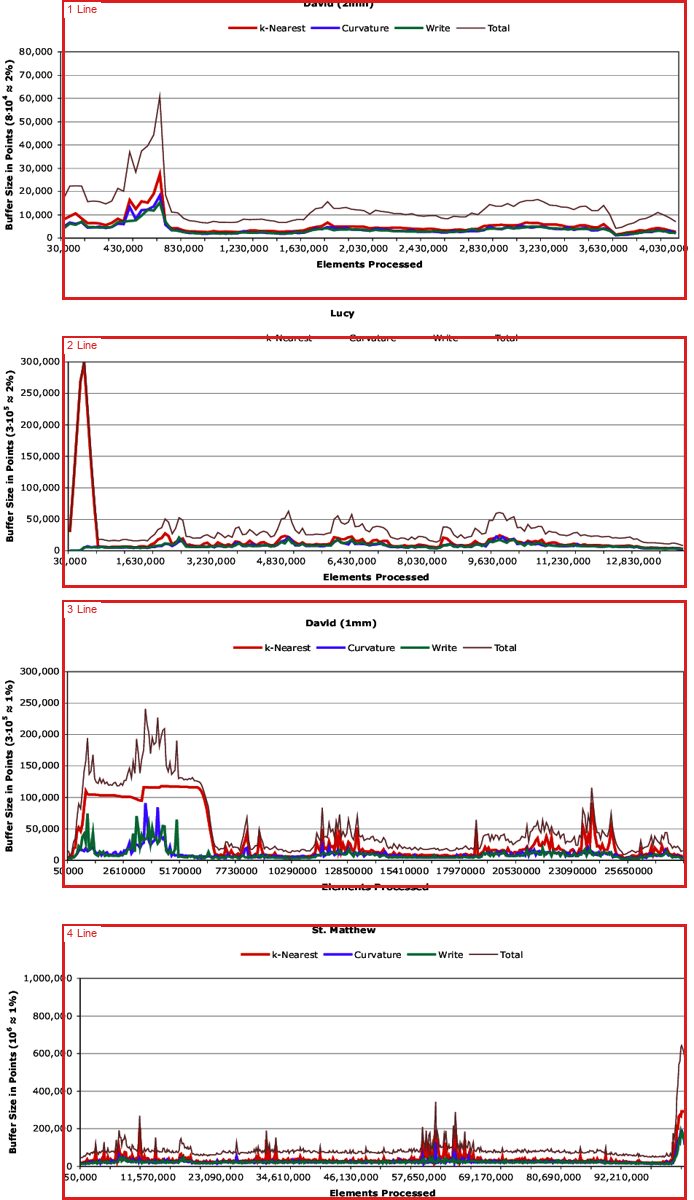 1 Line
David (2mm)
k-Nearest Curvature Write Total
80,000
70,000
60,000
50,000
40,000
30,000
20,000
10,000
0
Buffer Size in Points (8·10⁴ ≈ 2%)
30,000 430,000 830,000 1,230,000 1,630,000 2,030,000 2,430,000 2,830,000 3,230,000 3,630,000 4,030,000
Elements Processed
Lucy
2 Line
k-Nearest Curvature Write Total
300,000
250,000
200,000
150,000
100,000
50,000
0
Buffer Size in Points (3·10⁵ ≈ 2%)
30,000 1,630,000 3,230,000 4,830,000 6,430,000 8,030,000 9,630,000 11,230,000 12,830,000
Elements Processed
3 Line
David (1mm)
k-Nearest Curvature Write Total
300,000
250,000
200,000
150,000
100,000
50,000
0
Buffer Size in Points (3·10⁵ ≈ 1%)
50,000 2610000 5170000 7730000 10290000 12850000 15410000 17970000 20530000 23090000 25650000
Elements Processed
4 Line
St. Matthew
k-Nearest Curvature Write Total
1,000,000
800,000
600,000
400,000
200,000
0
Buffer Size in Points (10⁶ ≈ 1%)
50,000 11,570,000 23,090,000 34,610,000 46,130,000 57,650,000 69,170,000 80,690,000 92,210,000
Elements Processed